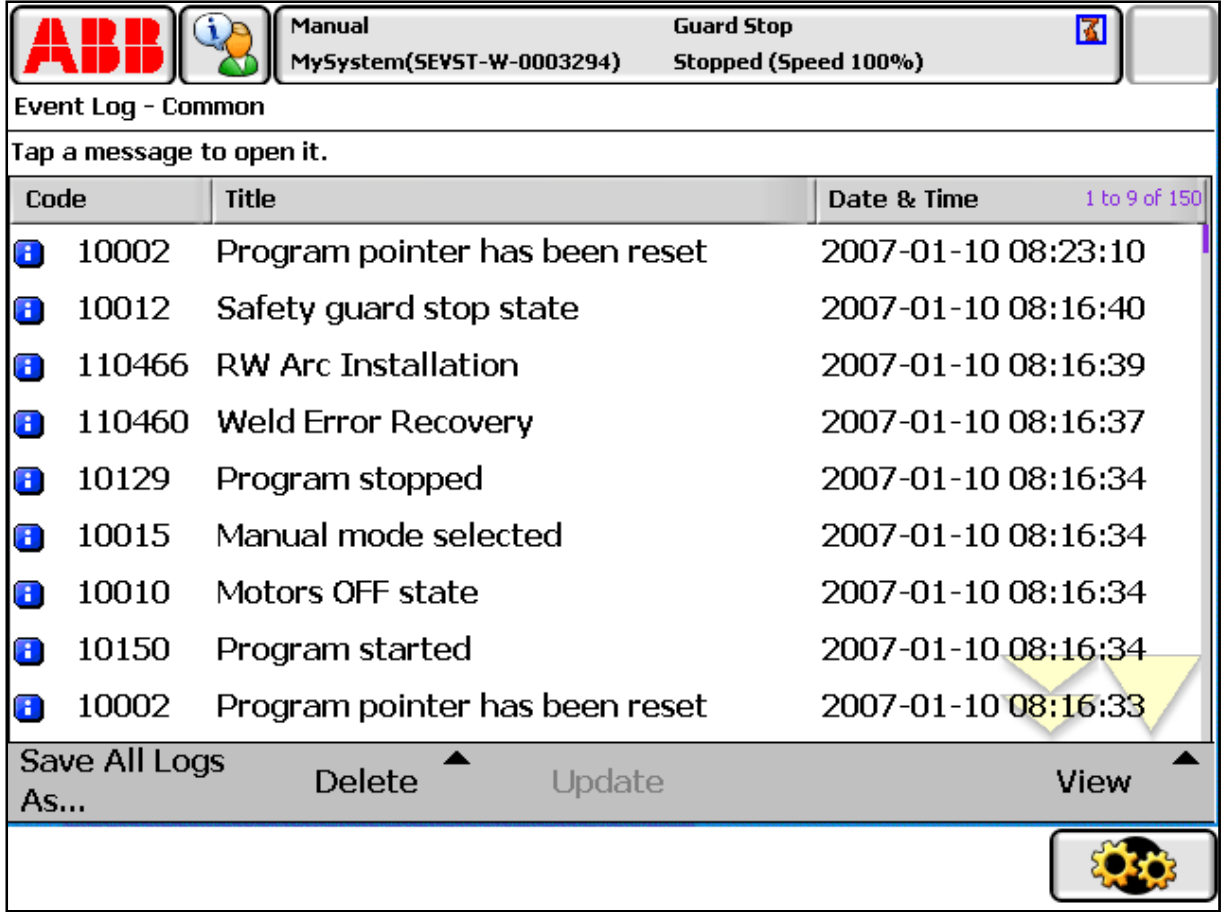 ABB
Manual
Guard Stop
MySystem(SEVST-W-0003294)
Stopped (Speed 100%)
Event Log - Common
Tap a message to open it.
Code Title Date & Time 1 to 9 of 150
10002 Program pointer has been reset 2007-01-10 08:23:10
10012 Safety guard stop state 2007-01-10 08:16:40
110466 RW Arc Installation 2007-01-10 08:16:39
110460 Weld Error Recovery 2007-01-10 08:16:37
10129 Program stopped 2007-01-10 08:16:34
10015 Manual mode selected 2007-01-10 08:16:34
10010 Motors OFF state 2007-01-10 08:16:34
10150 Program started 2007-01-10 08:16:34
10002 Program pointer has been reset 2007-01-10 08:16:33
Save All Logs
As...
Delete
Update
View